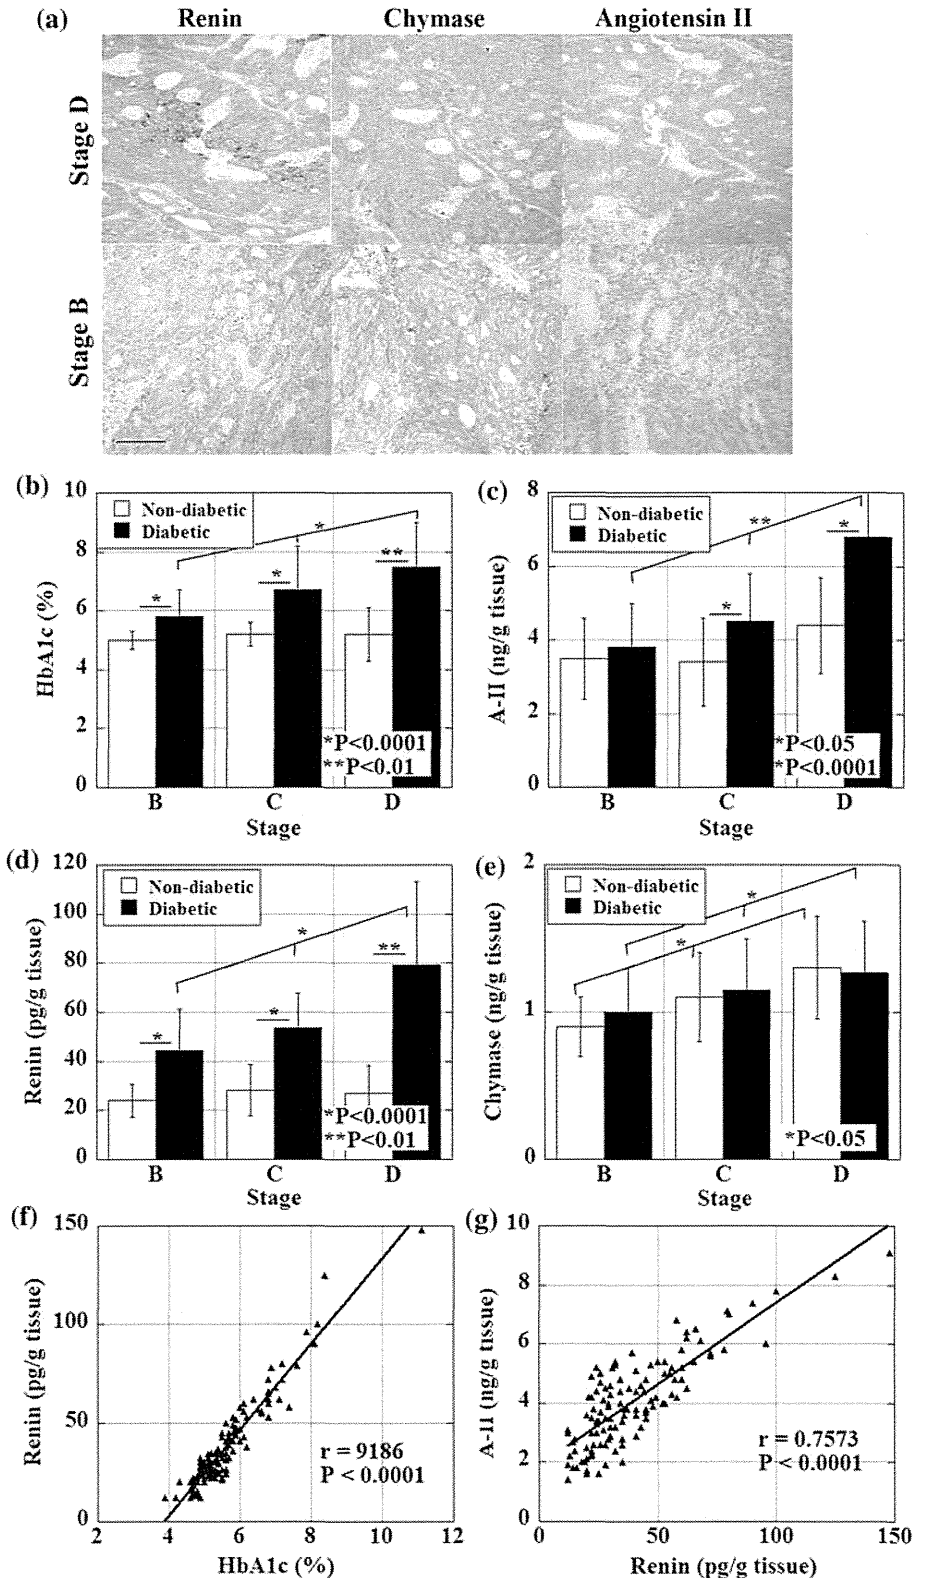 (a)
Renin Chymase Angiotensin II
Stage D
Stage B
(b)
10
8
6
4
2
0
HbA1c (%)
Non-diabetic
Diabetic
*
*
*
**
*P<0.0001
**P<0.01
B C D
Stage
(c)
8
6
4
2
0
A-II (ng/g tissue)
Non-diabetic
Diabetic
**
*
*
*P<0.05
*P<0.0001
B C D
Stage
(d)
120
100
80
60
40
20
0
Renin (pg/g tissue)
Non-diabetic
Diabetic
*
*
*
**
*P<0.0001
**P<0.01
B C D
Stage
(e)
2
1
0
Chymase (ng/g tissue)
Non-diabetic
Diabetic
*
*
*P<0.05
B C D
Stage
(f)
150
100
50
0
Renin (pg/g tissue)
r = 9186
P < 0.0001
2 4 6 8 10 12
HbA1c (%)
(g)
10
8
6
4
2
0
A-II (ng/g tissue)
r = 0.7573
P < 0.0001
0 50 100 150
Renin (pg/g tissue)